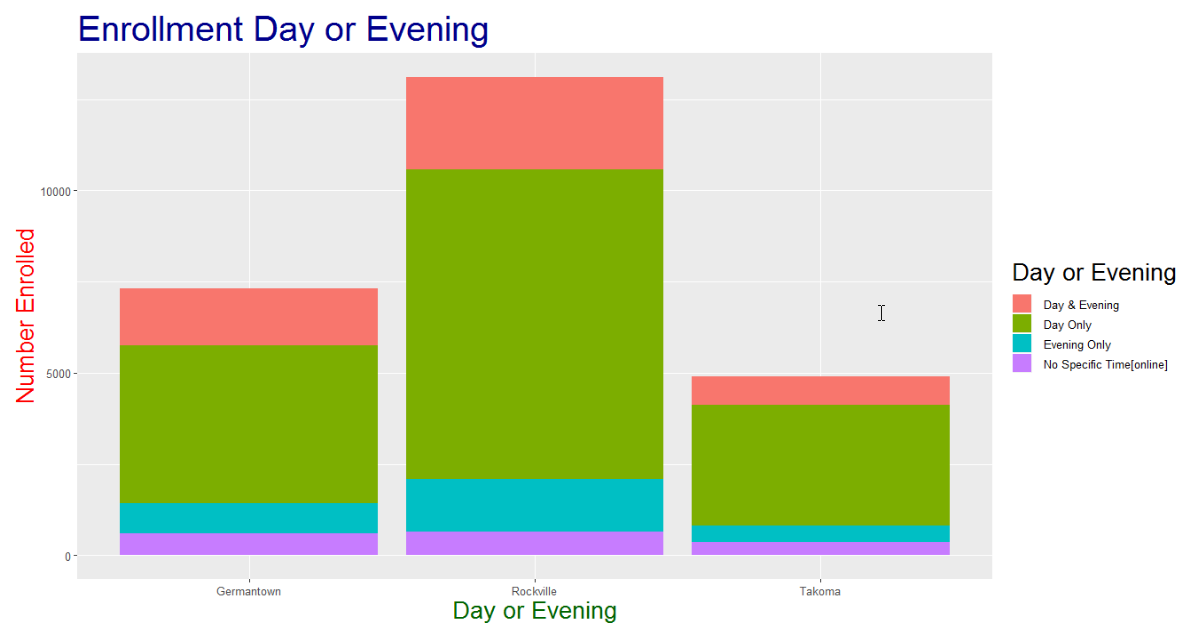 Enrollment Day or Evening
Number Enrolled
10000
5000
0
Germantown
Rockville
Takoma
Day or Evening
Day or Evening
Day & Evening
Day Only
Evening Only
No Specific Time[online]